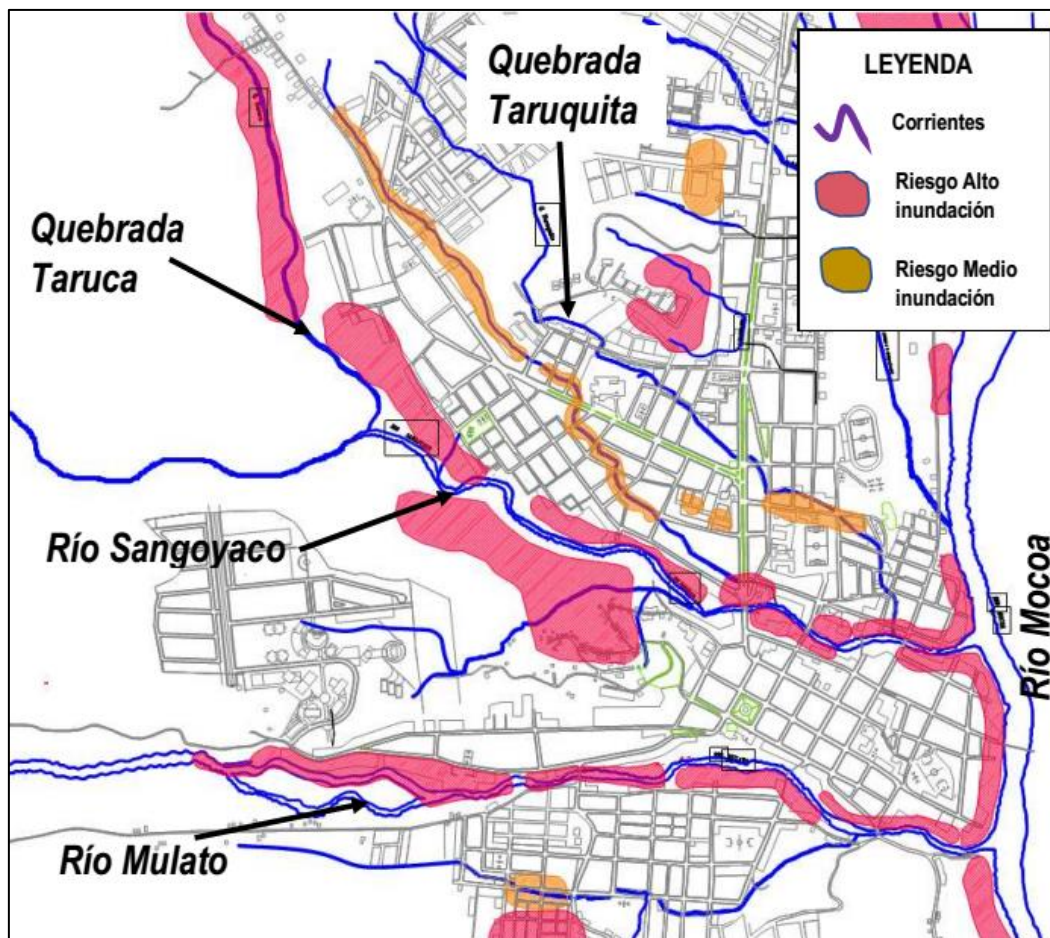 Quebrada
Taruquita
LEYENDA
Corrientes
Riesgo Alto
inundación
Riesgo Medio
inundación
Quebrada
Taruca
Río Sangoyaco
Río Mocoa
Río Mulato